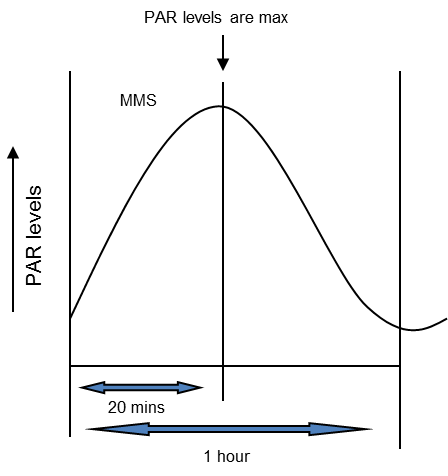 PAR levels are max
MMS
PAR levels
20 mins
1 hour